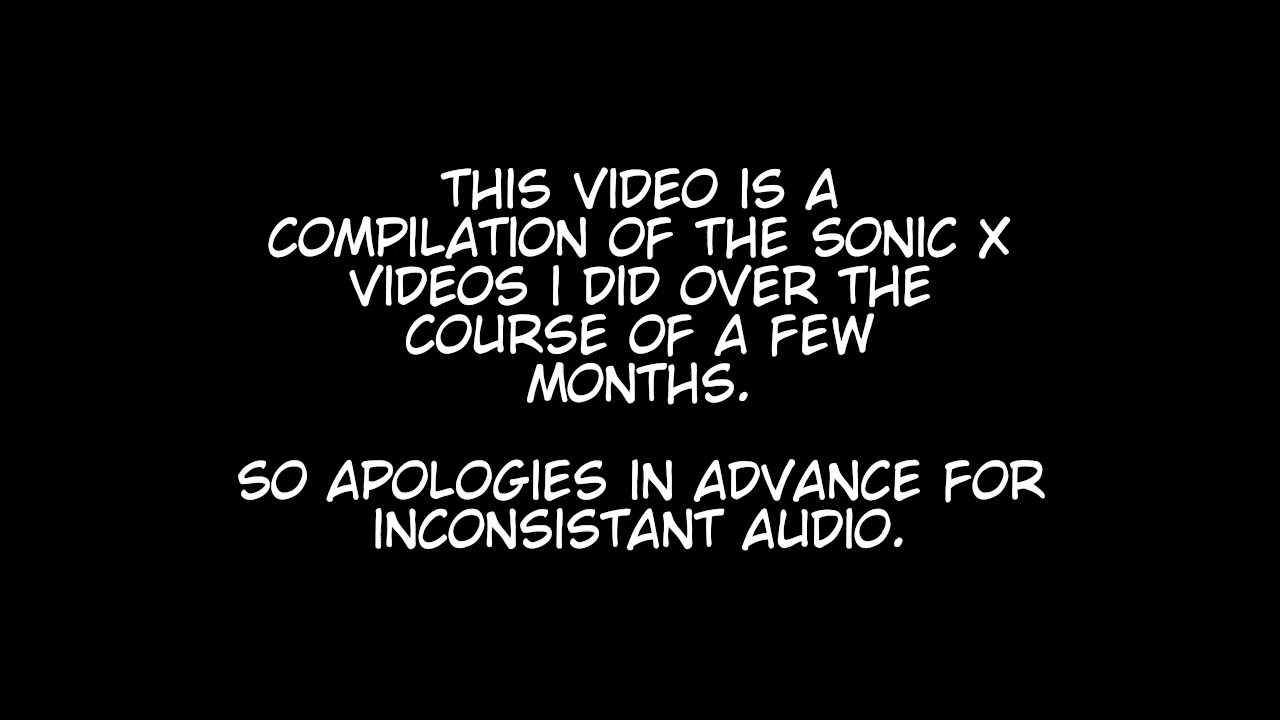 THIS VIDEO IS A
COMPILATION OF THE SONIC X
VIDEOS I DID OVER THE
COURSE OF A FEW
MONTHS.
SO APOLOGIES IN ADVANCE FOR
INCONSISTANT AUDIO.